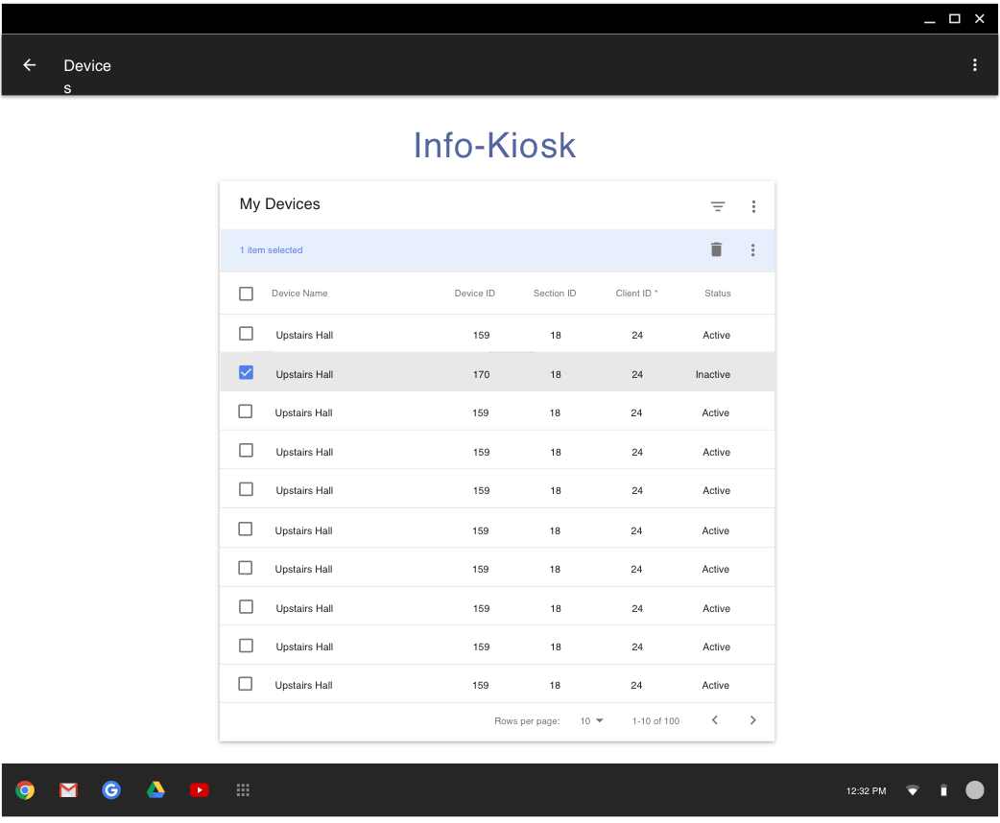 Device
s
Info-Kiosk
My Devices
1 item selected
Device Name Device ID Section ID Client ID * Status
Upstairs Hall 159 18 24 Active
Upstairs Hall 170 18 24 Inactive
Upstairs Hall 159 18 24 Active
Upstairs Hall 159 18 24 Active
Upstairs Hall 159 18 24 Active
Upstairs Hall 159 18 24 Active
Upstairs Hall 159 18 24 Active
Upstairs Hall 159 18 24 Active
Upstairs Hall 159 18 24 Active
Upstairs Hall 159 18 24 Active
Rows per page: 10 1-10 of 100
12:32 PM